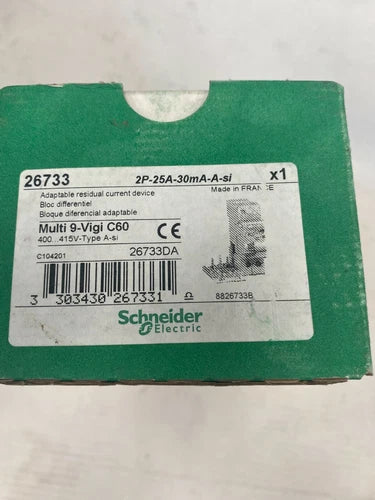 26733 2P-25A-30mA-A-si x1
Adaptable residual current device Made in FRANCE
Bloc differentiel
Bloque diferencial adaptable
Multi 9-Vigi C60 CE
400...415V-Type A-si
C104201 26733DA
3 303430 267331 Ω 8826733B
Schneider
Electric